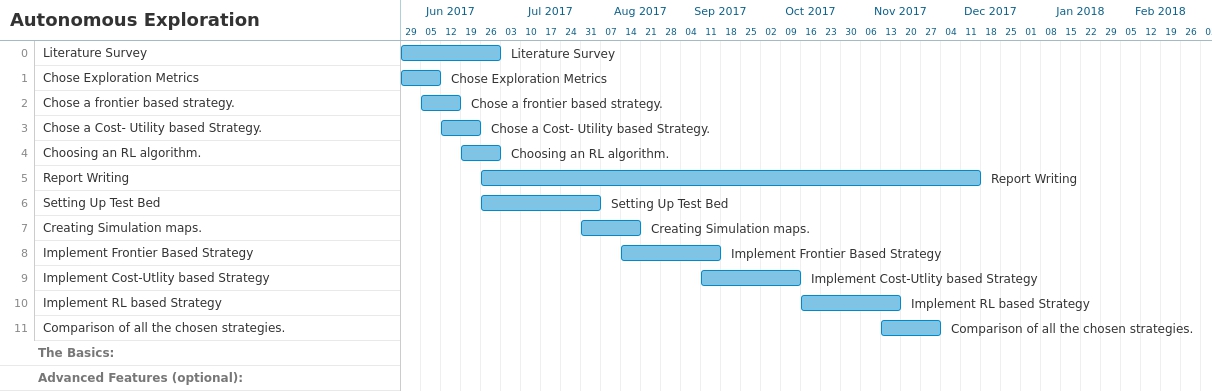 Autonomous Exploration
Jun 2017 Jul 2017 Aug 2017 Sep 2017 Oct 2017 Nov 2017 Dec 2017 Jan 2018 Feb 2018
29 05 12 19 26 03 10 17 24 31 07 14 21 28 04 11 18 25 02 09 16 23 30 06 13 20 27 04 11 18 25 01 08 15 22 29 05 12 19 26
0 Literature Survey Literature Survey
1 Chose Exploration Metrics Chose Exploration Metrics
2 Chose a frontier based strategy. Chose a frontier based strategy.
3 Chose a Cost- Utility based Strategy. Chose a Cost- Utility based Strategy.
4 Choosing an RL algorithm. Choosing an RL algorithm.
5 Report Writing Report Writing
6 Setting Up Test Bed Setting Up Test Bed
7 Creating Simulation maps. Creating Simulation maps.
8 Implement Frontier Based Strategy Implement Frontier Based Strategy
9 Implement Cost-Utlity based Strategy Implement Cost-Utlity based Strategy
10 Implement RL based Strategy Implement RL based Strategy
11 Comparison of all the chosen strategies. Comparison of all the chosen strategies.
The Basics:
Advanced Features (optional):